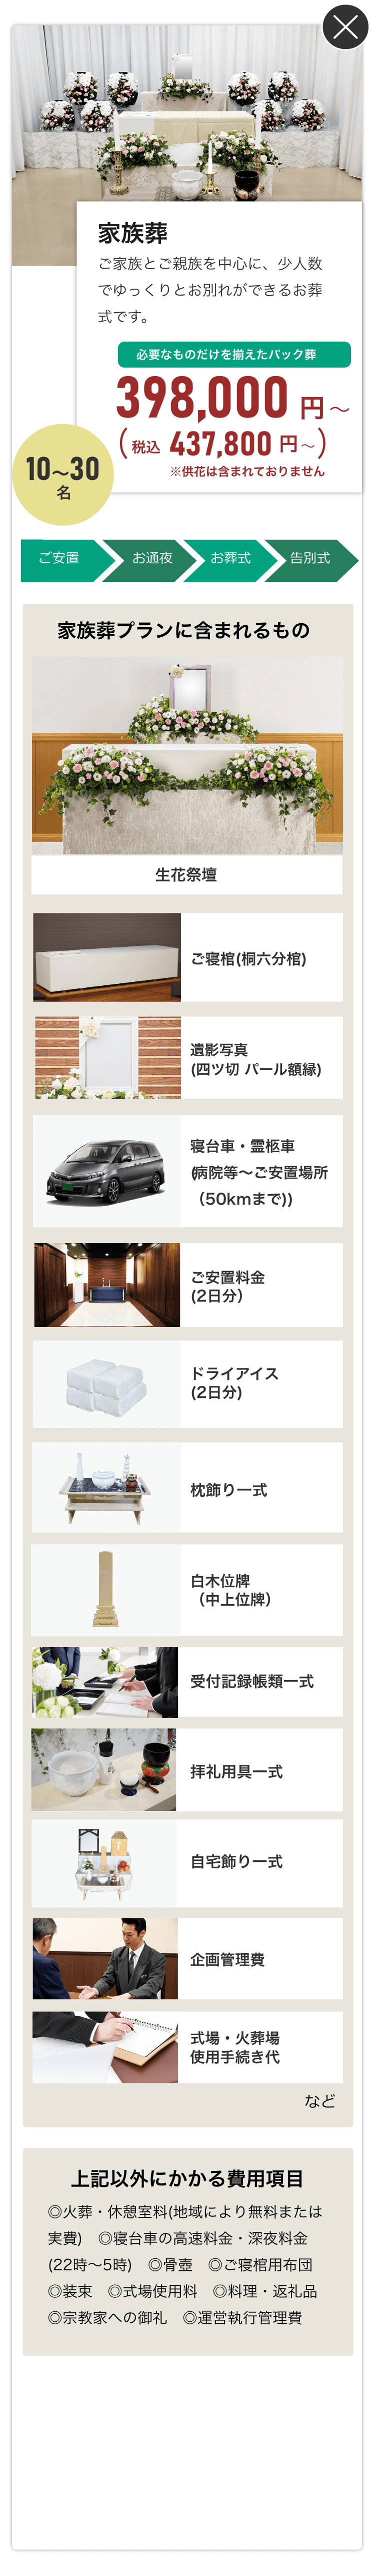 家族葬
ご家族とご親族を中心に、少人数
でゆっくりとお別れができるお葬
式です。
必要なものだけを揃えたパック葬
398,000 円～
(税込 437,800 円～)
※供花は含まれておりません
10～30
名
ご安置 お通夜 お葬式 告別式
家族葬プランに含まれるもの
生花祭壇
ご寝棺(桐六分棺)
遺影写真
(四ツ切 パール額縁)
寝台車・霊柩車
(病院等～ご安置場所
（50kmまで))
ご安置料金
(2日分）
ドライアイス
(2日分)
枕飾り一式
白木位牌
（中上位牌）
受付記録帳類一式
拝礼用具一式
自宅飾り一式
企画管理費
式場・火葬場
使用手続き代
など
上記以外にかかる費用項目
◎火葬・休憩室料(地域により無料または
実費)　◎寝台車の高速料金・深夜料金
(22時～5時)　◎骨壺　◎ご寝棺用布団
◎装束　◎式場使用料　◎料理・返礼品
◎宗教家への御礼　◎運営執行管理費